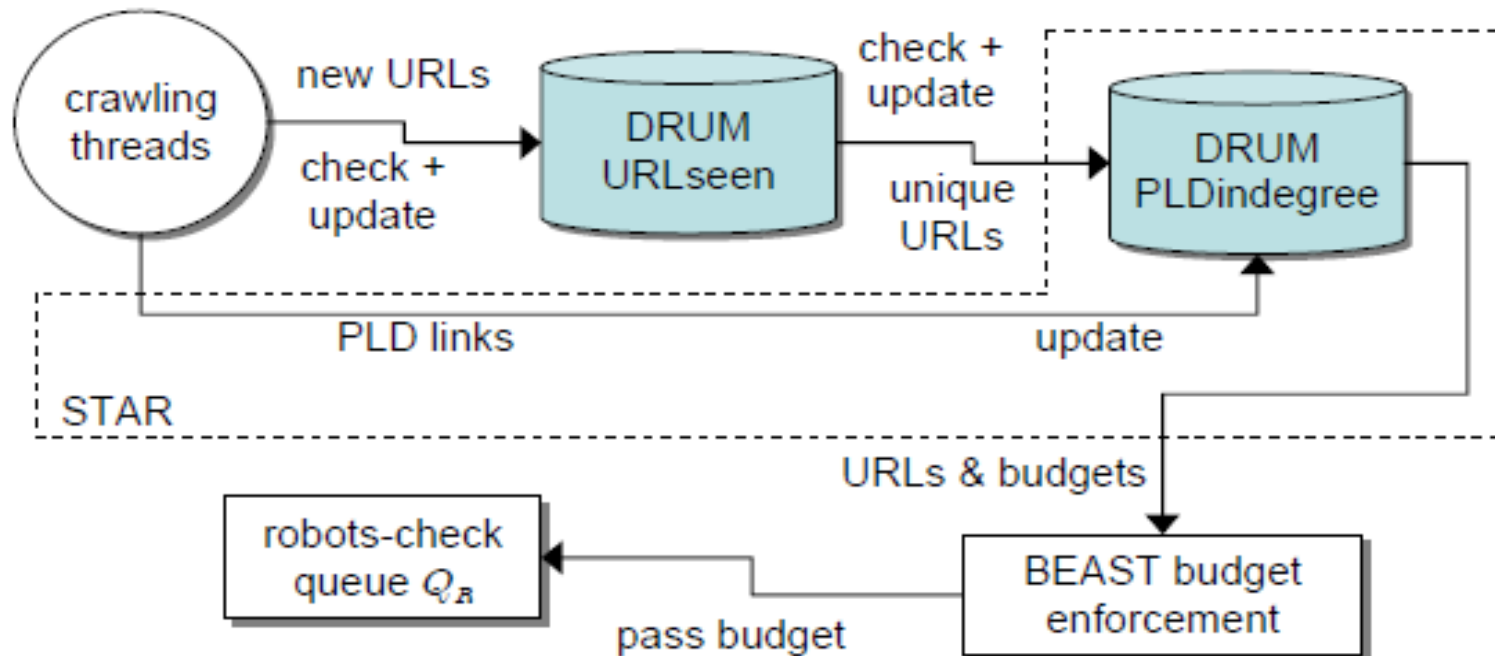 crawling
threads
new URLs
check +
update
DRUM
URLseen
check +
update
unique
URLs
DRUM
PLDindegree
PLD links
update
STAR
URLs & budgets
robots-check
queue Q_R
BEAST budget
enforcement
pass budget